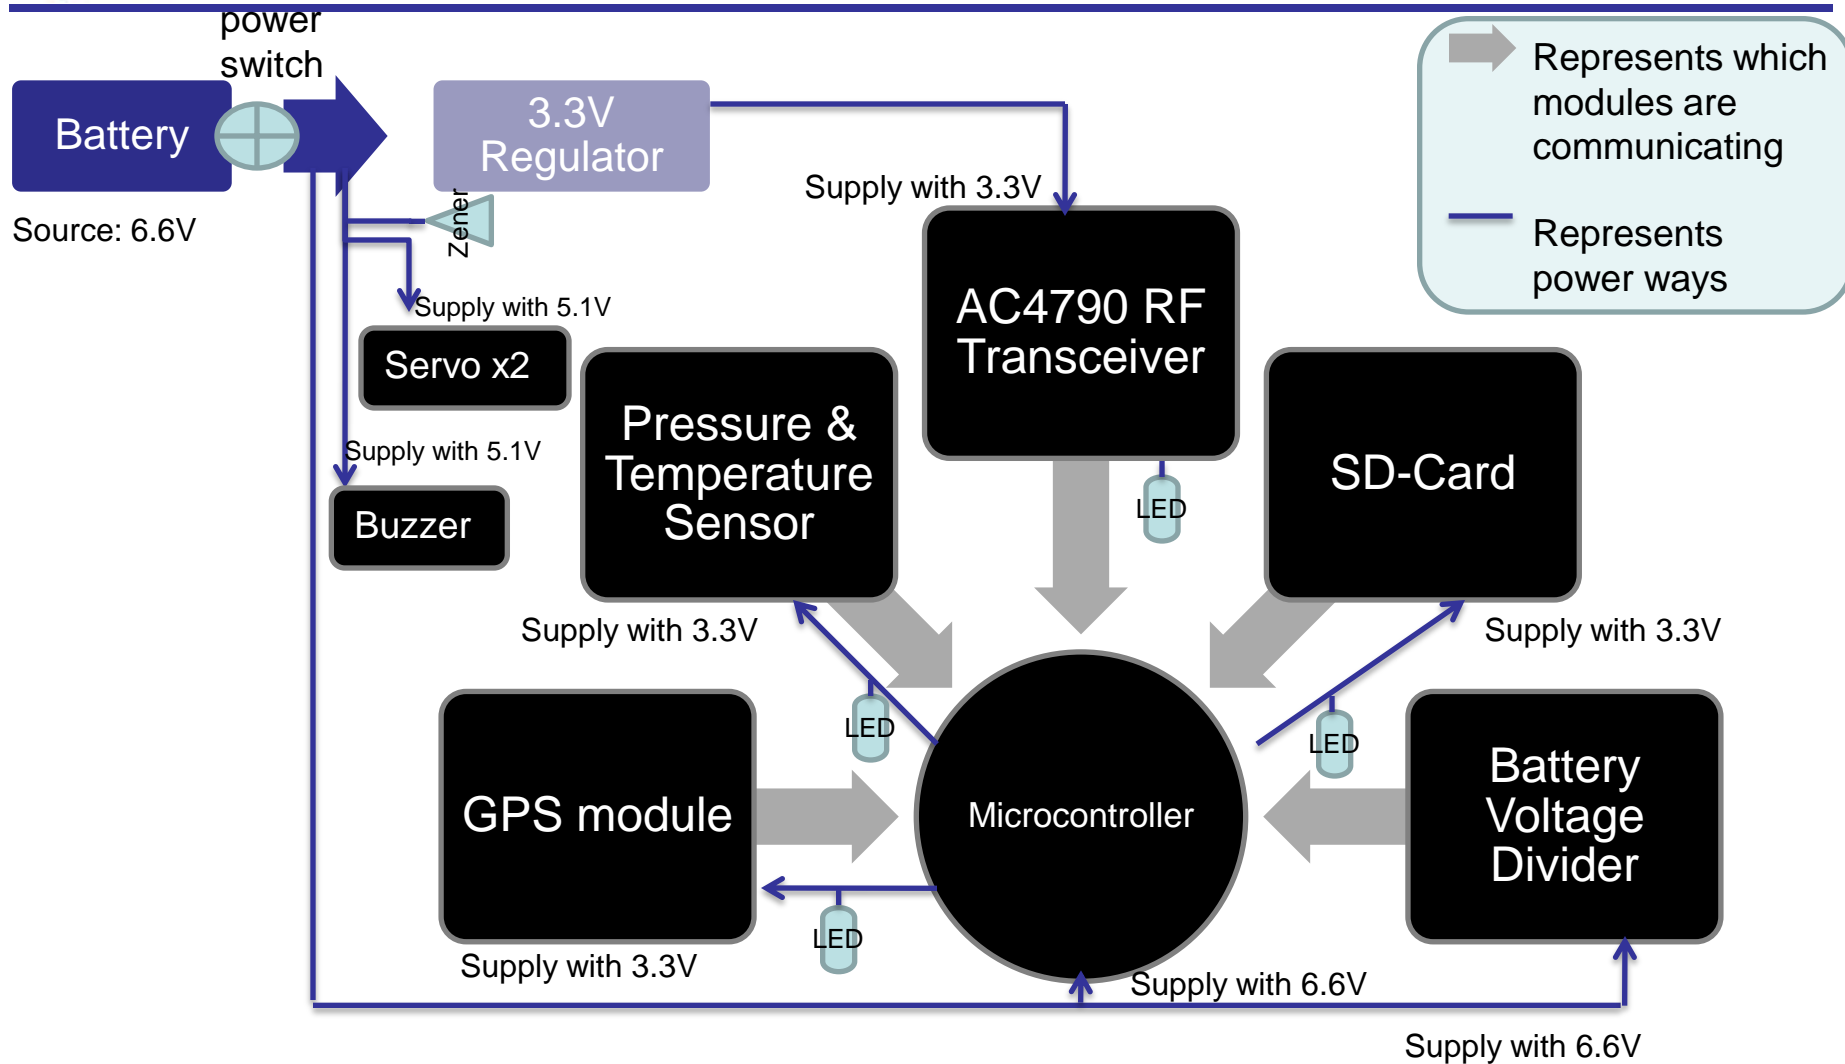 power
switch
Battery
Source: 6.6V
3.3V
Regulator
Zener
Supply with 3.3V
Represents which
modules are
communicating
Represents
power ways
Supply with 5.1V
Servo x2
Supply with 5.1V
Buzzer
Pressure &
Temperature
Sensor
Supply with 3.3V
AC4790 RF
Transceiver
LED
SD-Card
Supply with 3.3V
LED
LED
GPS module
Supply with 3.3V
LED
Microcontroller
Supply with 6.6V
Battery
Voltage
Divider
Supply with 6.6V